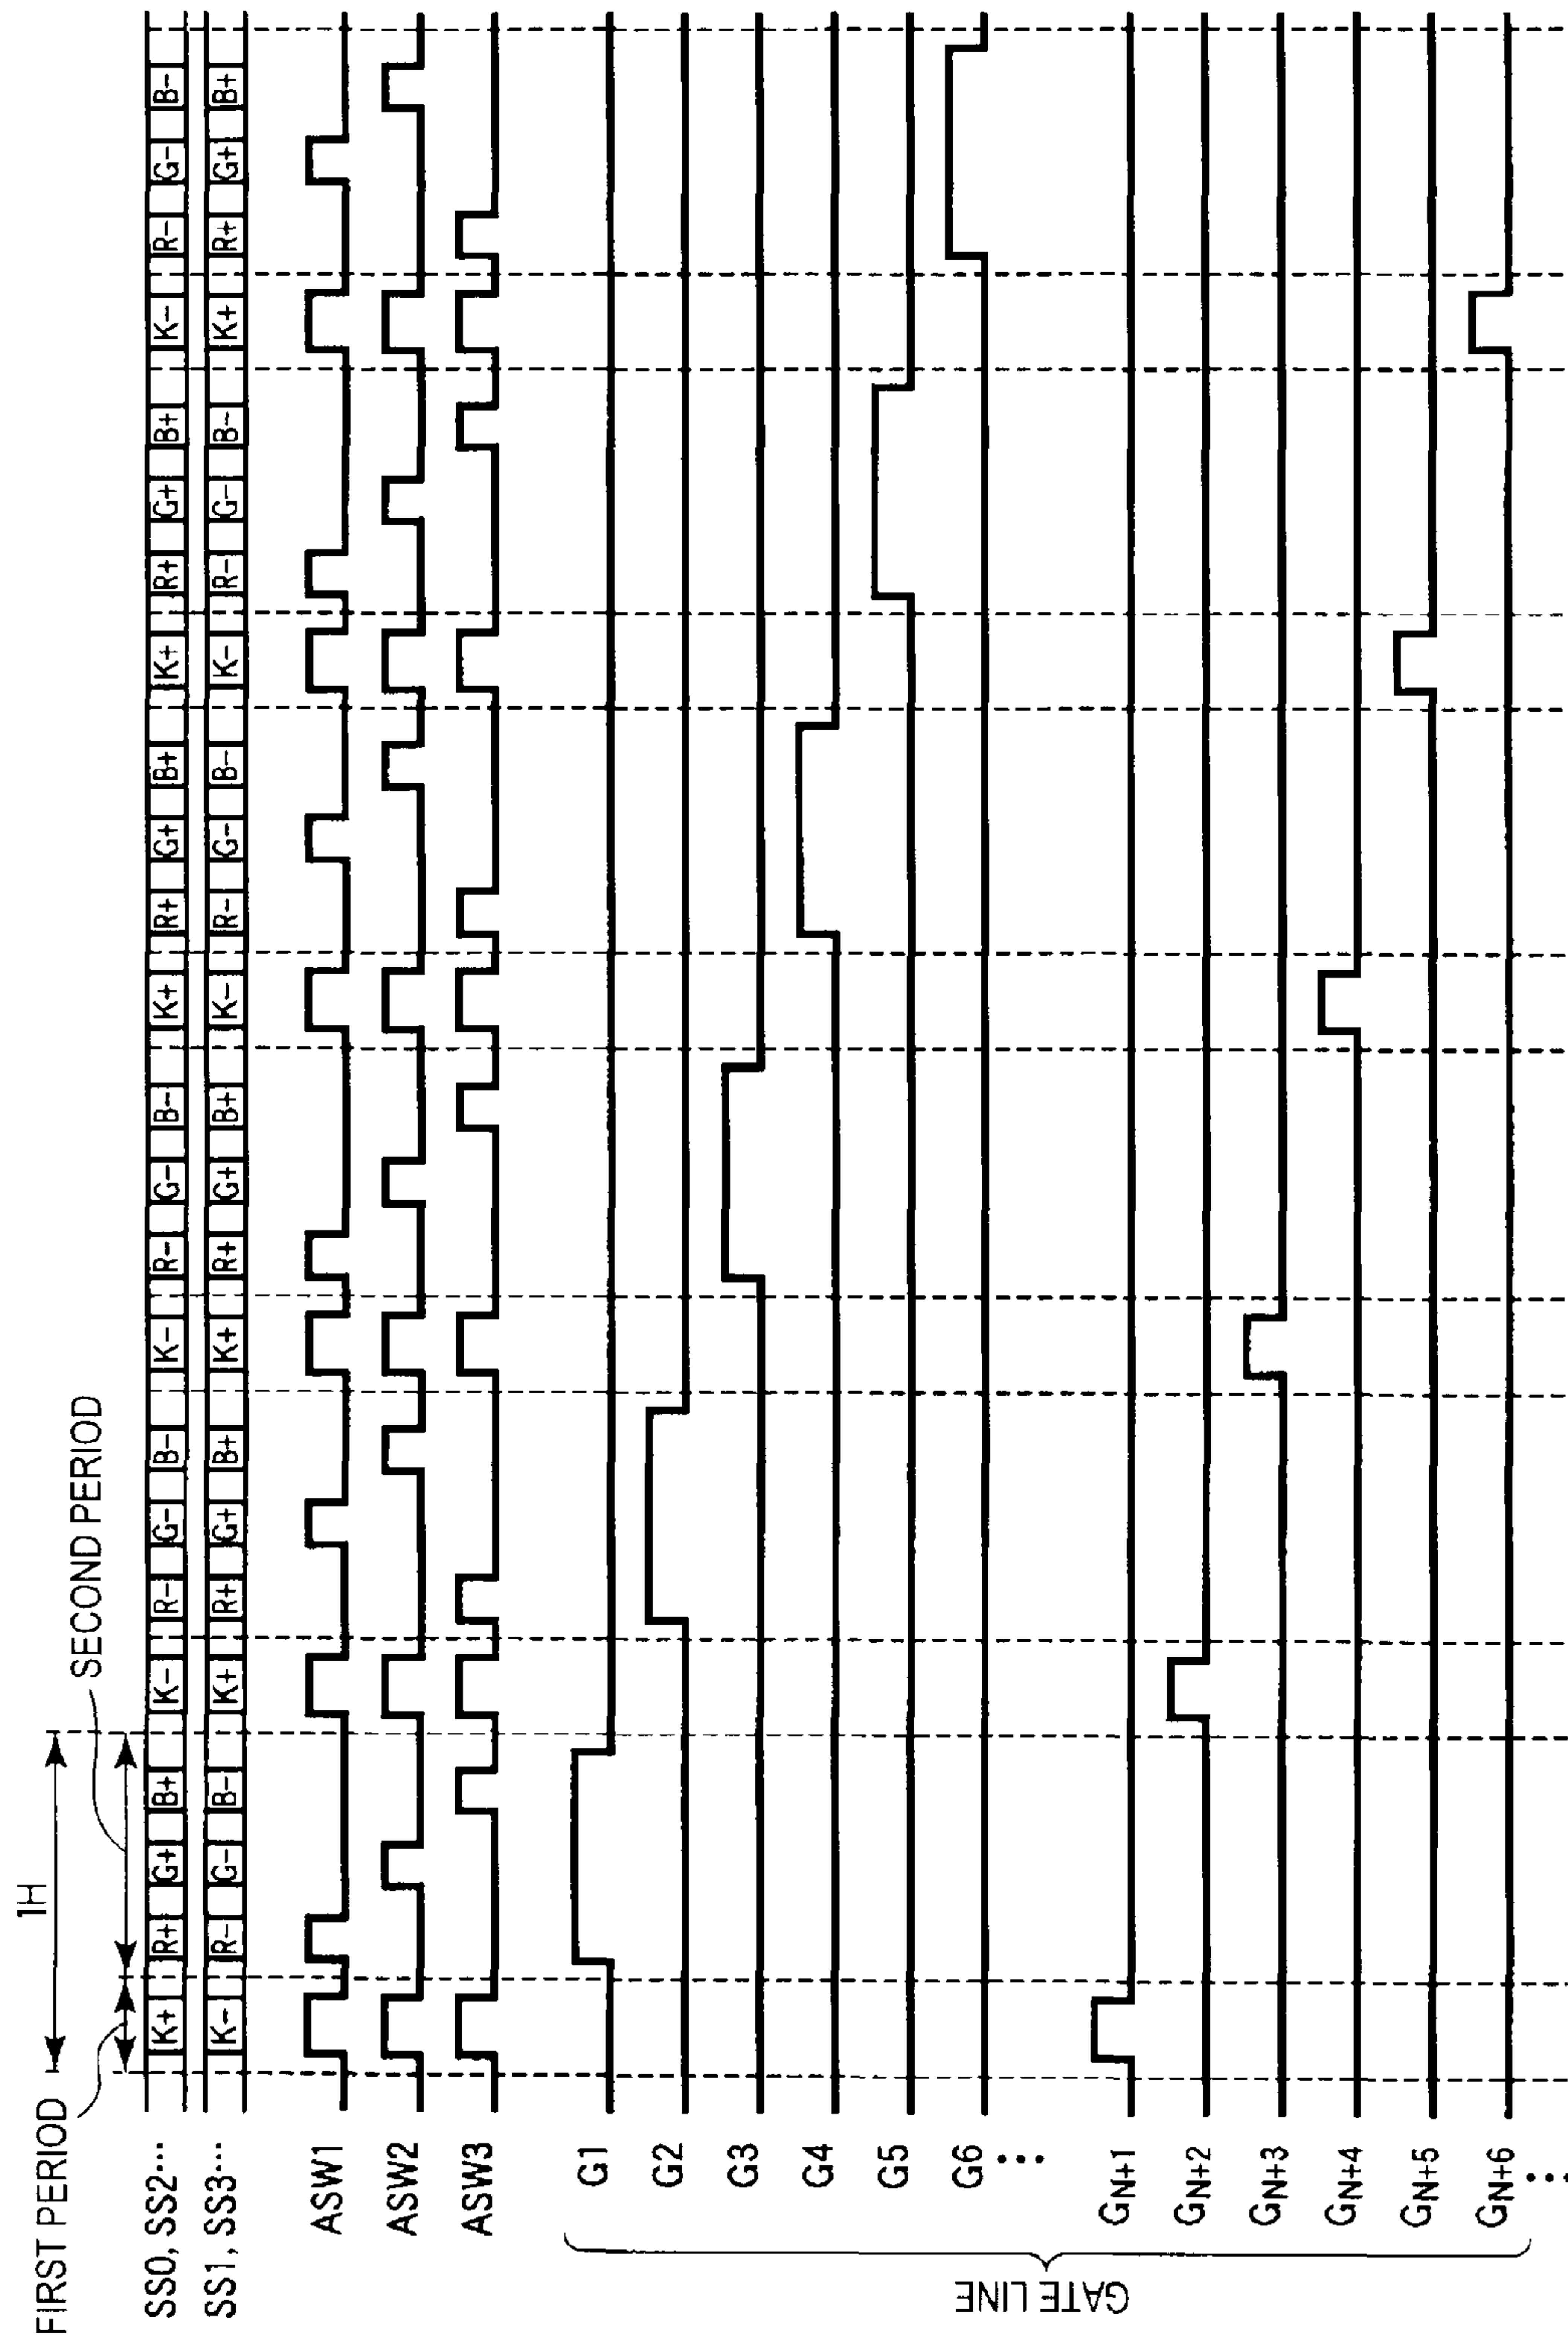 1H
FIRST PERIOD
SECOND PERIOD
SS0, SS2··· K+ R+ G+ B+ K- R- G- B- K- R- G- B- K+ R+ G+ B+ K+ R+ G+ B+ K- R- G- B-
SS1, SS3··· K- R- G- B- K+ R+ G+ B+ K+ R+ G+ B+ K- R- G- B- K- R- G- B- K+ R+ G+ B+
ASW1
ASW2
ASW3
GATE LINE
G1
G2
G3
G4
G5
G6
⋮
GN+1
GN+2
GN+3
GN+4
GN+5
GN+6
⋮